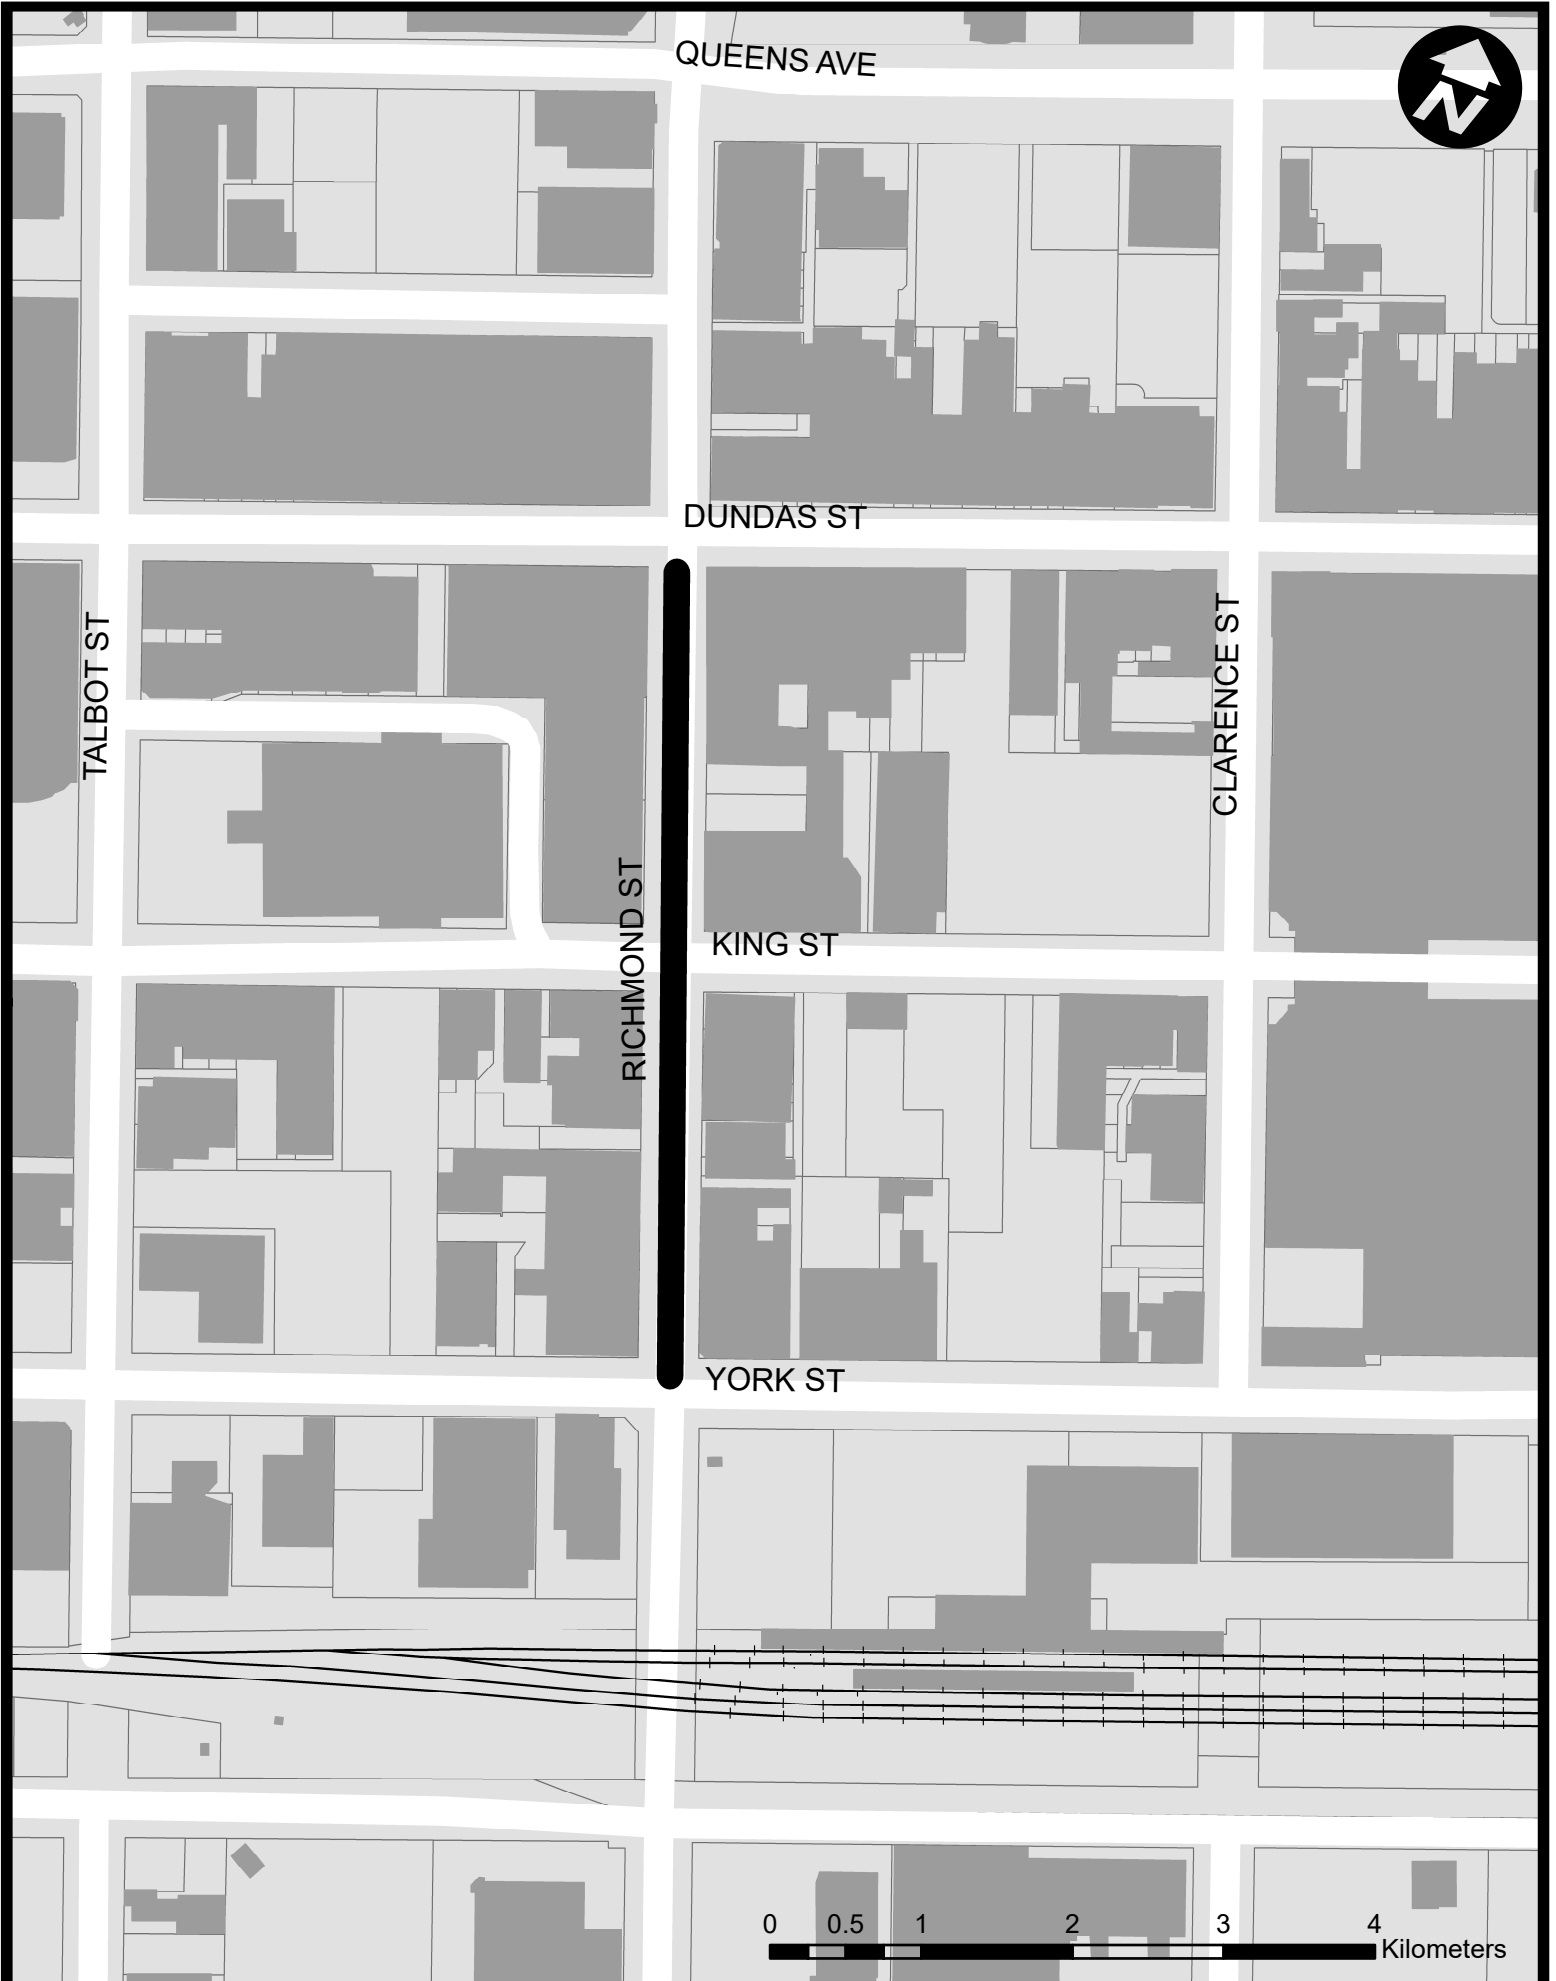 QUEENS AVE
N
DUNDAS ST
TALBOT ST
CLARENCE ST
RICHMOND ST
KING ST
YORK ST
0 0.5 1 2 3 4
Kilometers